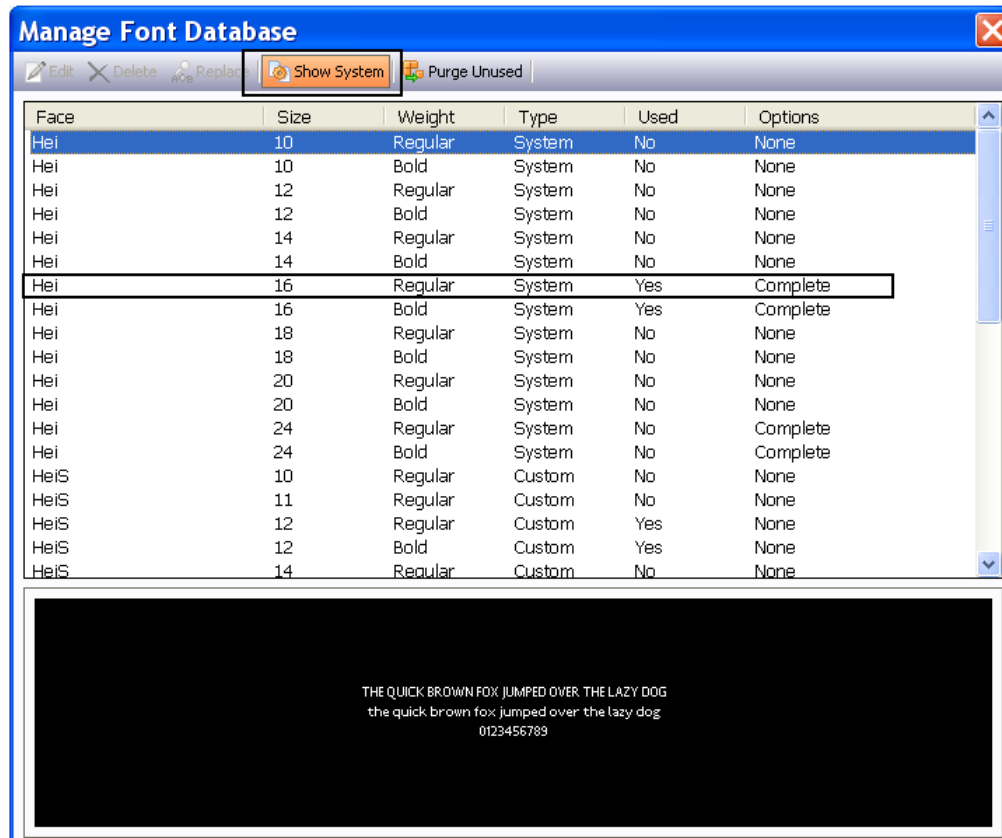 Manage Font Database
Edit Delete Replace Show System Purge Unused
Face Size Weight Type Used Options
Hei 10 Regular System No None
Hei 10 Bold System No None
Hei 12 Regular System No None
Hei 12 Bold System No None
Hei 14 Regular System No None
Hei 14 Bold System No None
Hei 16 Regular System Yes Complete
Hei 16 Bold System Yes Complete
Hei 18 Regular System No None
Hei 18 Bold System No None
Hei 20 Regular System No None
Hei 20 Bold System No None
Hei 24 Regular System No Complete
Hei 24 Bold System No Complete
HeiS 10 Regular Custom No None
HeiS 11 Regular Custom No None
HeiS 12 Regular Custom Yes None
HeiS 12 Bold Custom Yes None
HeiS 14 Regular Custom No None
THE QUICK BROWN FOX JUMPED OVER THE LAZY DOG
the quick brown fox jumped over the lazy dog
0123456789